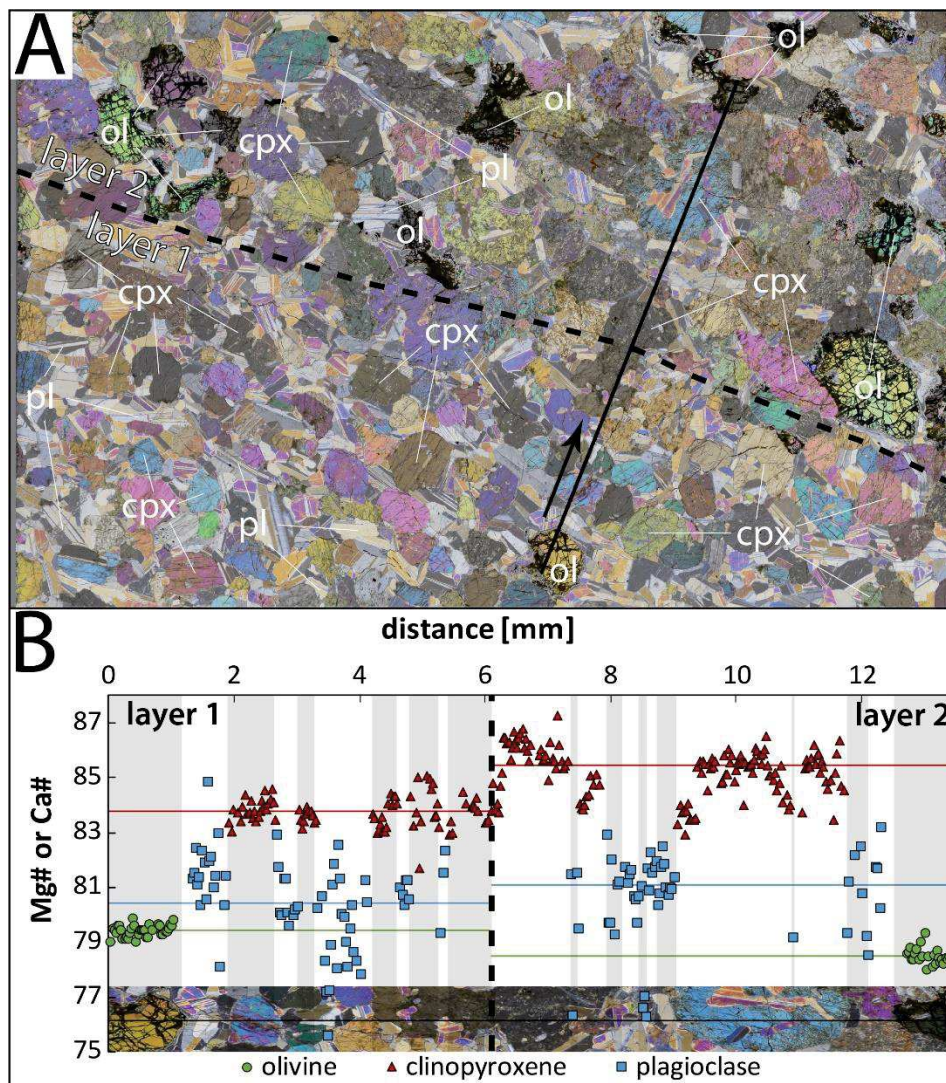 A
ol
ol
cpx
ol
ol
cpx
pl
layer 2
ol
layer 1
cpx
cpx
cpx
cpx
ol
pl
cpx
pl
cpx
ol
B
distance [mm]
0 2 4 6 8 10 12
layer 1 layer 2
Mg# or Ca#
87
85
83
81
79
77
75
olivine clinopyroxene plagioclase